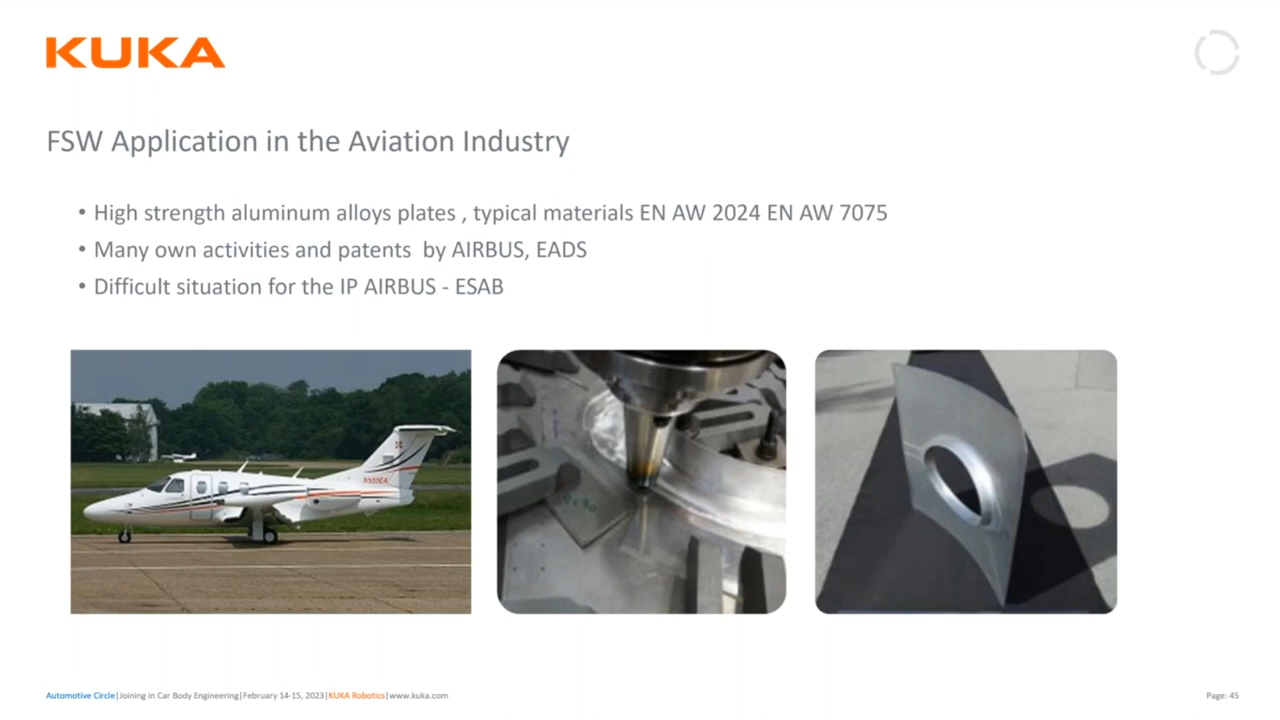 KUKA
FSW Application in the Aviation Industry
• High strength aluminum alloys plates , typical materials EN AW 2024 EN AW 7075
• Many own activities and patents  by AIRBUS, EADS
• Difficult situation for the IP AIRBUS - ESAB
Automotive Circle|Joining in Car Body Engineering|February 14-15, 2023|KUKA Robotics|www.kuka.com
Page: 45